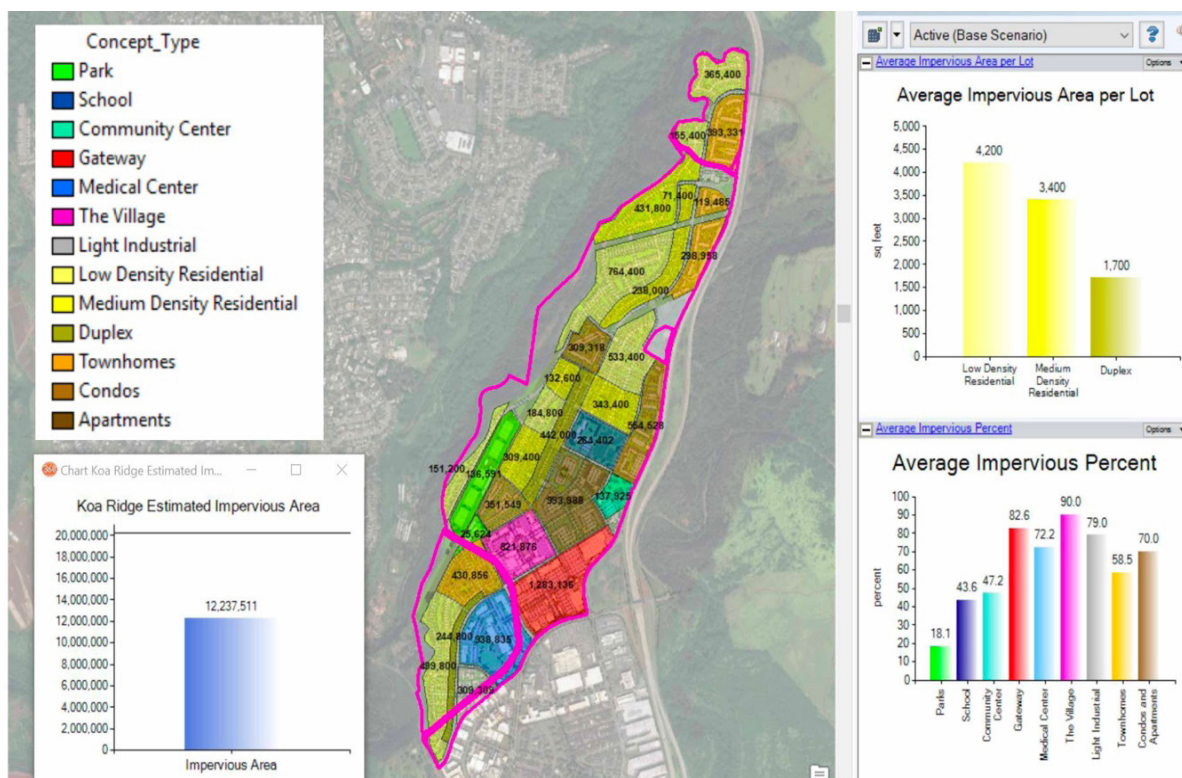 Concept_Type
Park
School
Community Center
Gateway
Medical Center
The Village
Light Industrial
Low Density Residential
Medium Density Residential
Duplex
Townhomes
Condos
Apartments
Chart Koa Ridge Estimated Im...
Koa Ridge Estimated Impervious Area
20,000,000
18,000,000
16,000,000
14,000,000
12,000,000
10,000,000
8,000,000
6,000,000
4,000,000
2,000,000
0
12,237,511
Impervious Area
365,400
393,331
155,400
71,400
119,485
431,800
298,958
764,400
238,000
309,318
533,400
132,600
343,400
184,800
554,528
442,000
264,402
309,400
151,200
136,591
393,888
137,925
351,549
25,624
821,876
430,856
1,283,136
244,800
938,835
499,800
309,309
Active (Base Scenario)
?
Average Impervious Area per Lot
Options
Average Impervious Area per Lot
5,000
4,500
4,000
3,500
3,000
2,500
2,000
1,500
1,000
500
0
sq feet
4,200
3,400
1,700
Low Density
Residential
Medium
Density
Residential
Duplex
Average Impervious Percent
Options
Average Impervious Percent
100
90
80
70
60
50
40
30
20
10
0
percent
18.1
43.6
47.2
82.6
72.2
90.0
79.0
58.5
70.0
Parks
School
Community
Center
Gateway
Medical Center
The Village
Light Industrial
Townhomes
Condos and
Apartments